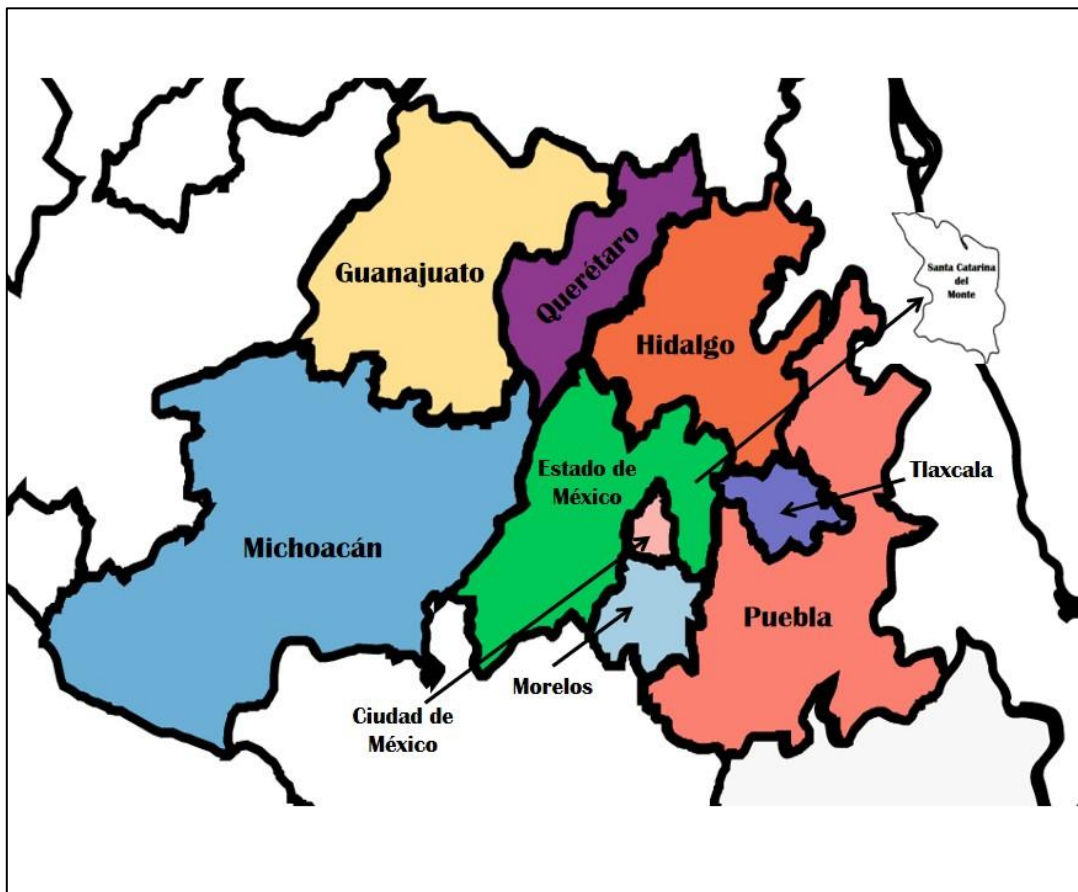 Guanajuato
Querétaro
Hidalgo
Santa Catarina
del
Monte
Estado de
México
Tlaxcala
Michoacán
Puebla
Morelos
Ciudad de
México